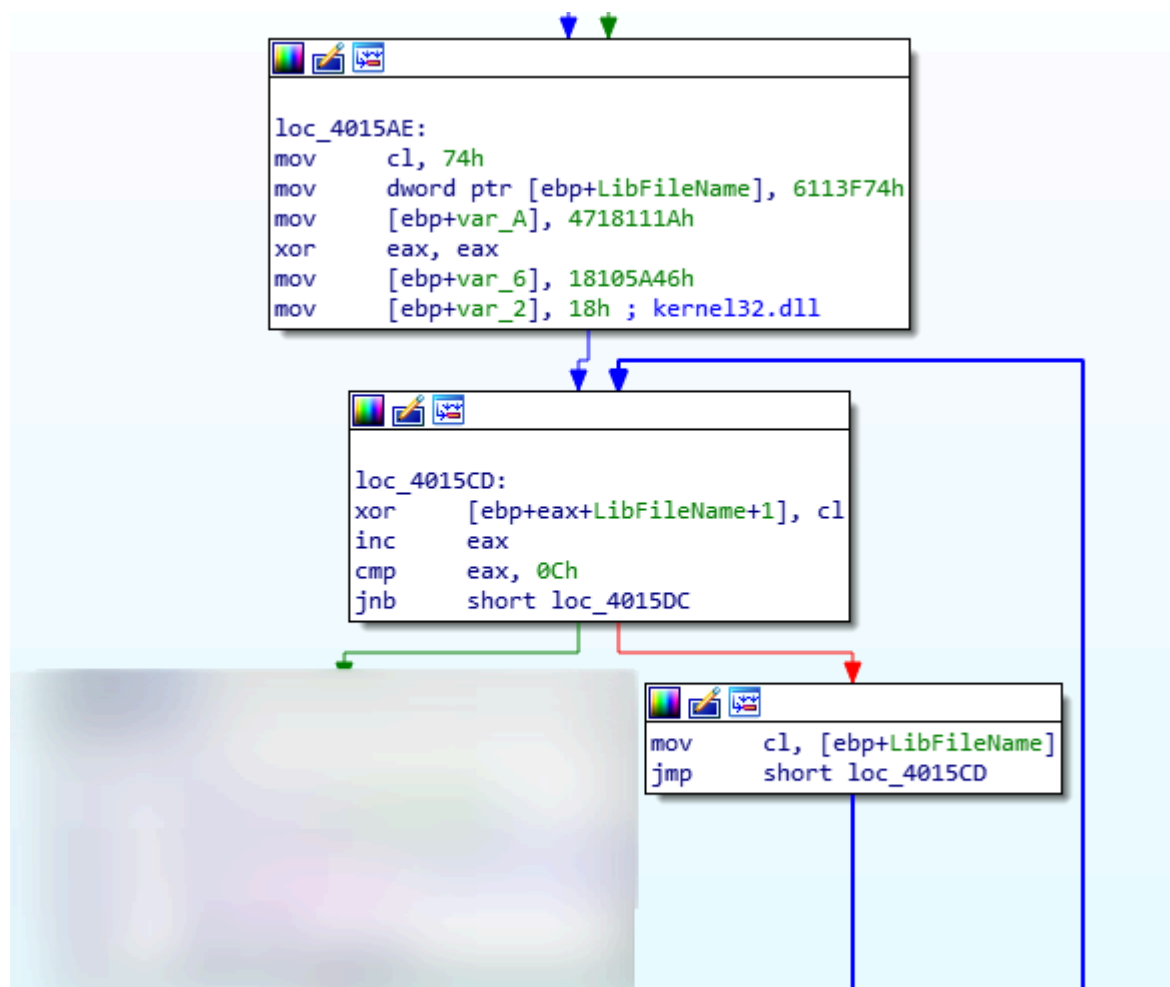 loc_4015AE:
mov cl, 74h
mov dword ptr [ebp+LibFileName], 6113F74h
mov [ebp+var_A], 4718111Ah
xor eax, eax
mov [ebp+var_6], 18105A46h
mov [ebp+var_2], 18h ; kernel32.dll
loc_4015CD:
xor [ebp+eax+LibFileName+1], cl
inc eax
cmp eax, 0Ch
jnb short loc_4015DC
mov cl, [ebp+LibFileName]
jmp short loc_4015CD